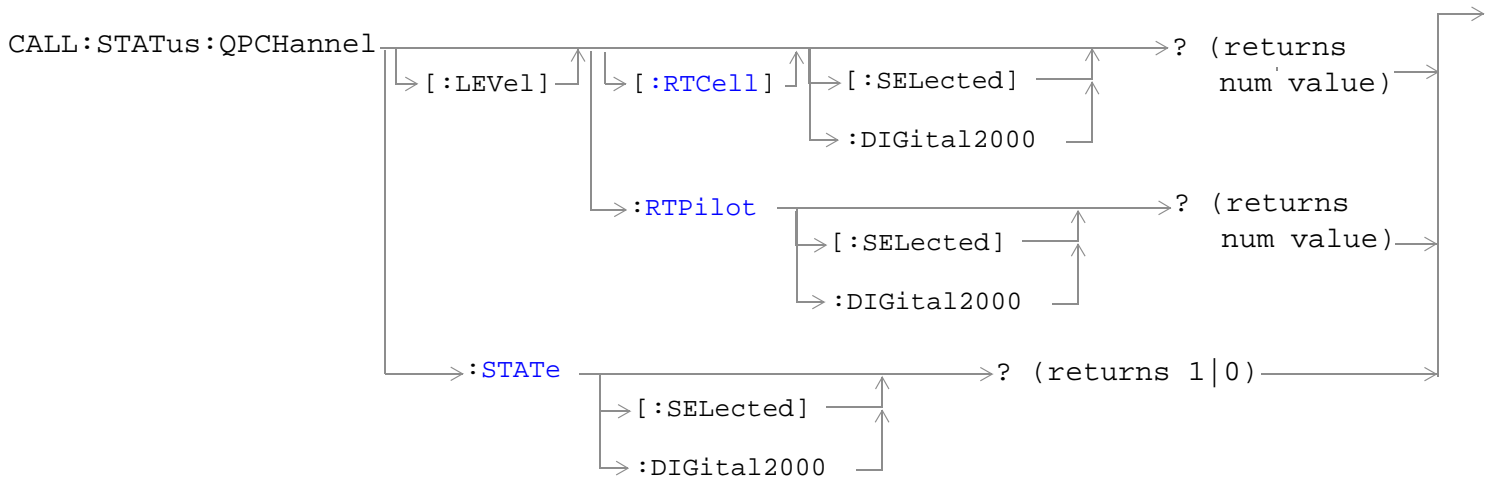 CALL:STATus:QPCHannel ? (returns
[:LEVel] [:RTCell] [:SELected] num value)
:DIGital2000
:RTPilot ? (returns
[:SELected] num value)
:DIGital2000
:STATe ? (returns 1|0)
[:SELected]
:DIGital2000